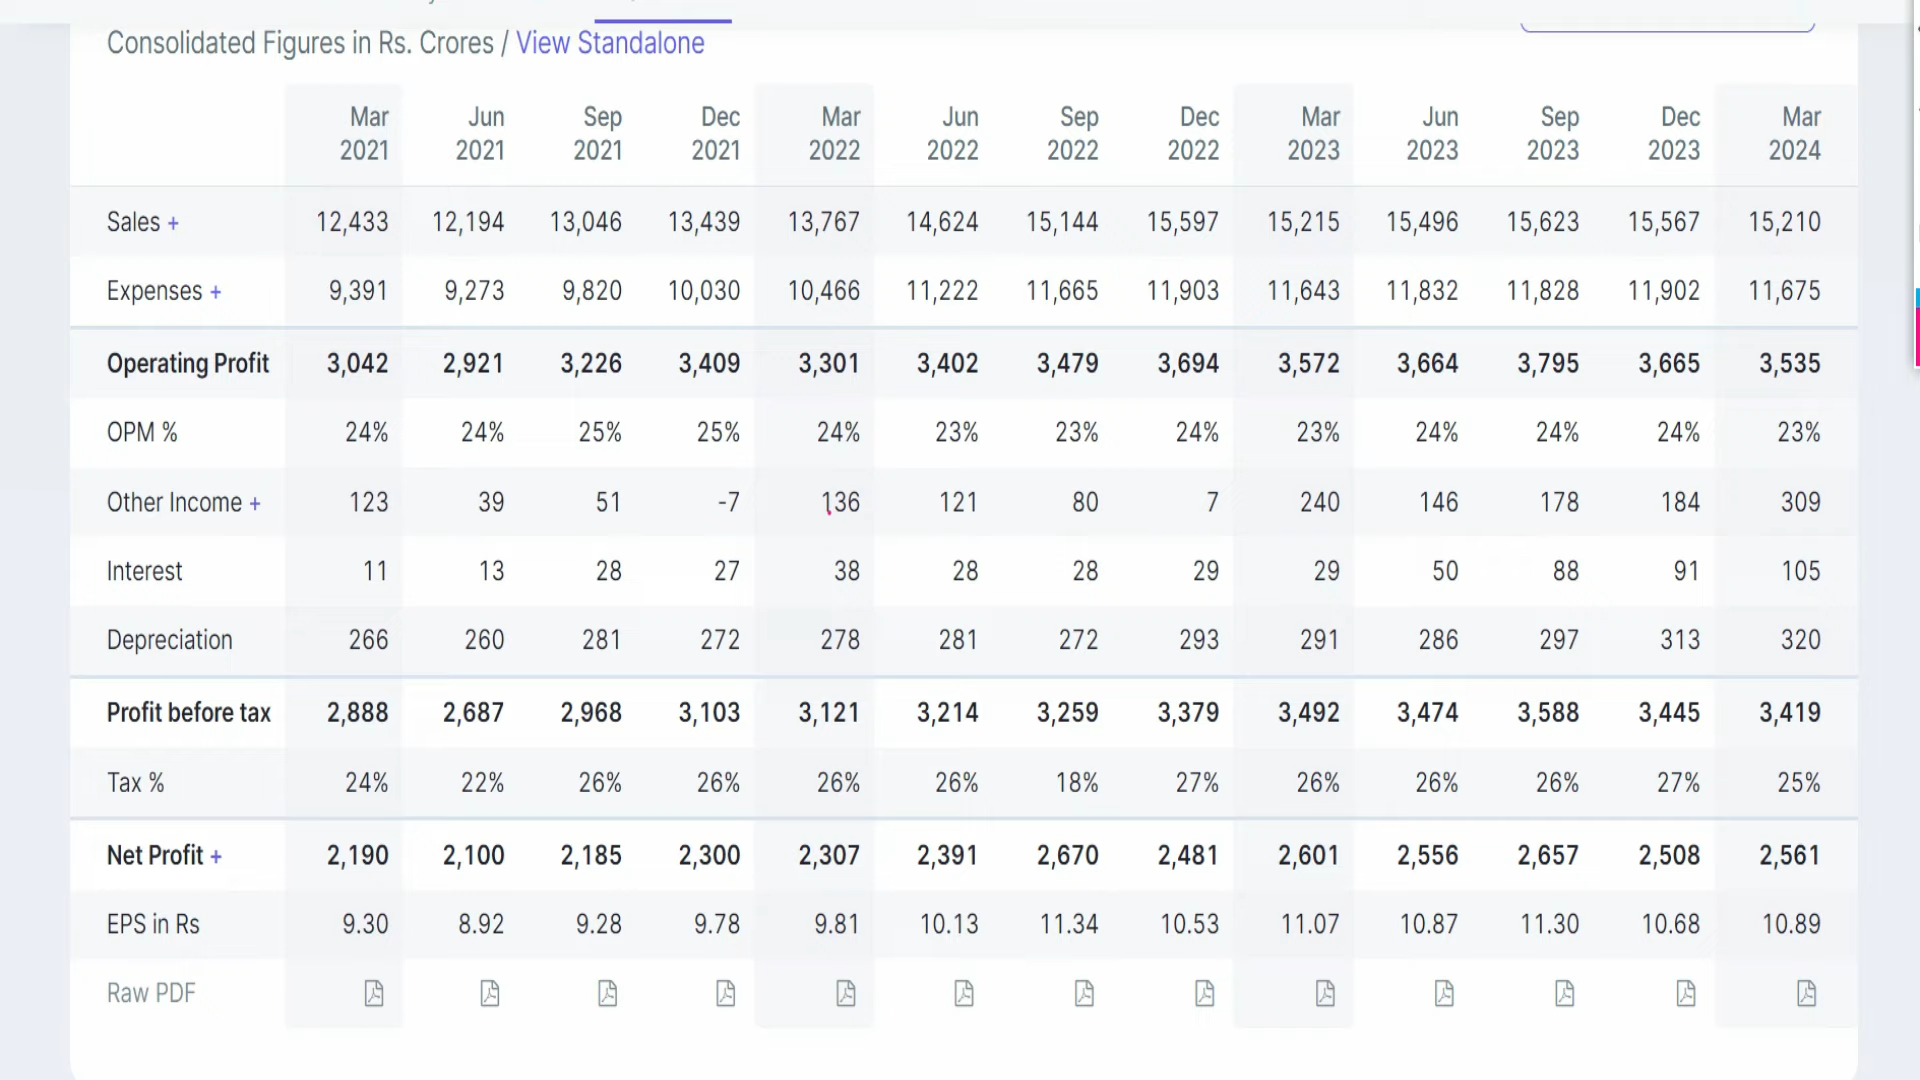 Consolidated Figures in Rs. Crores / View Standalone
Mar 2021 Jun 2021 Sep 2021 Dec 2021 Mar 2022 Jun 2022 Sep 2022 Dec 2022 Mar 2023 Jun 2023 Sep 2023 Dec 2023 Mar 2024
Sales + 12,433 12,194 13,046 13,439 13,767 14,624 15,144 15,597 15,215 15,496 15,623 15,567 15,210
Expenses + 9,391 9,273 9,820 10,030 10,466 11,222 11,665 11,903 11,643 11,832 11,828 11,902 11,675
Operating Profit 3,042 2,921 3,226 3,409 3,301 3,402 3,479 3,694 3,572 3,664 3,795 3,665 3,535
OPM % 24% 24% 25% 25% 24% 23% 23% 24% 23% 24% 24% 24% 23%
Other Income + 123 39 51 -7 136 121 80 7 240 146 178 184 309
Interest 11 13 28 27 38 28 28 29 29 50 88 91 105
Depreciation 266 260 281 272 278 281 272 293 291 286 297 313 320
Profit before tax 2,888 2,687 2,968 3,103 3,121 3,214 3,259 3,379 3,492 3,474 3,588 3,445 3,419
Tax % 24% 22% 26% 26% 26% 26% 18% 27% 26% 26% 26% 27% 25%
Net Profit + 2,190 2,100 2,185 2,300 2,307 2,391 2,670 2,481 2,601 2,556 2,657 2,508 2,561
EPS in Rs 9.30 8.92 9.28 9.78 9.81 10.13 11.34 10.53 11.07 10.87 11.30 10.68 10.89
Raw PDF